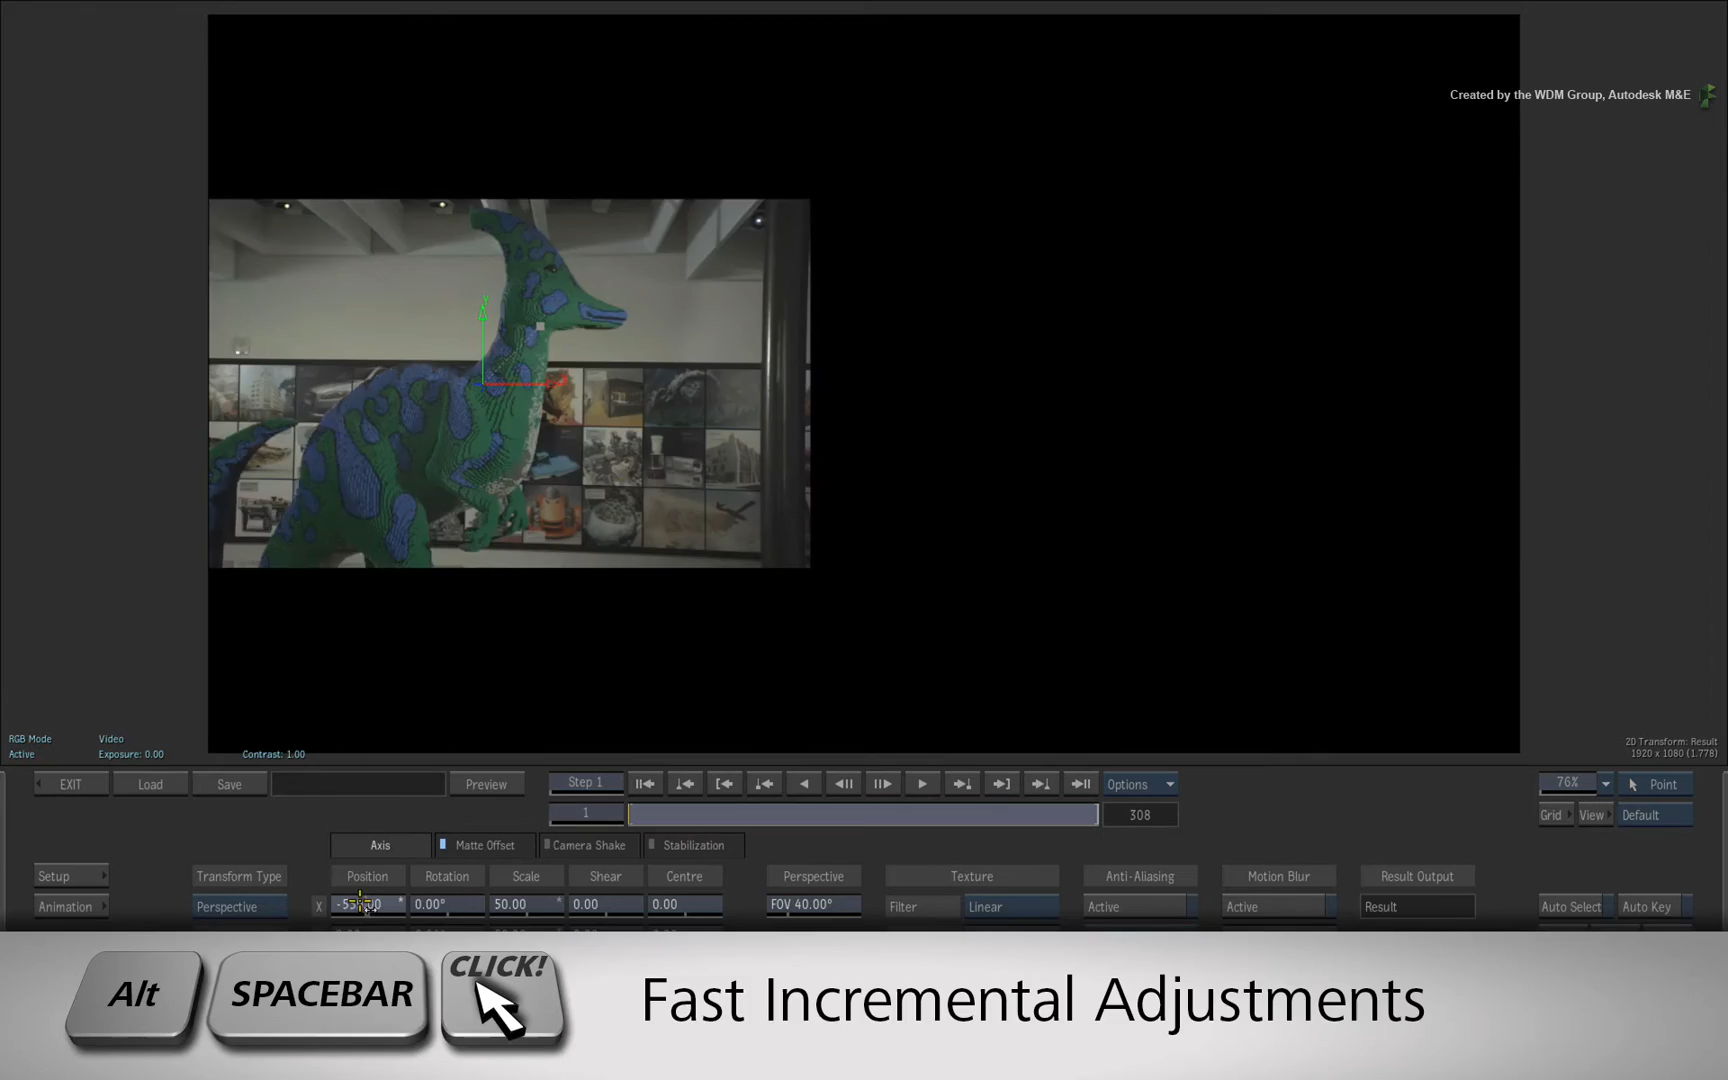 Created by the WDM Group, Autodesk M&E
Y
RGB Mode
Video
Active
Exposure: 0.00
Contrast: 1.00
2D Transform: Result
1920 x 1080 (1.778)
EXIT
Load
Save
Preview
Step 1
Options
76%
Point
1
308
Grid
View
Default
Axis
Matte Offset
Camera Shake
Stabilization
Setup
Transform Type
Position
Rotation
Scale
Shear
Centre
Perspective
Texture
Anti-Aliasing
Motion Blur
Result Output
Animation
Perspective
X
0.00°
50.00
0.00
0.00
FOV 40.00°
Filter
Linear
Active
Active
Result
Auto Select
Auto Key
Alt
SPACEBAR
CLICK!
Fast Incremental Adjustments